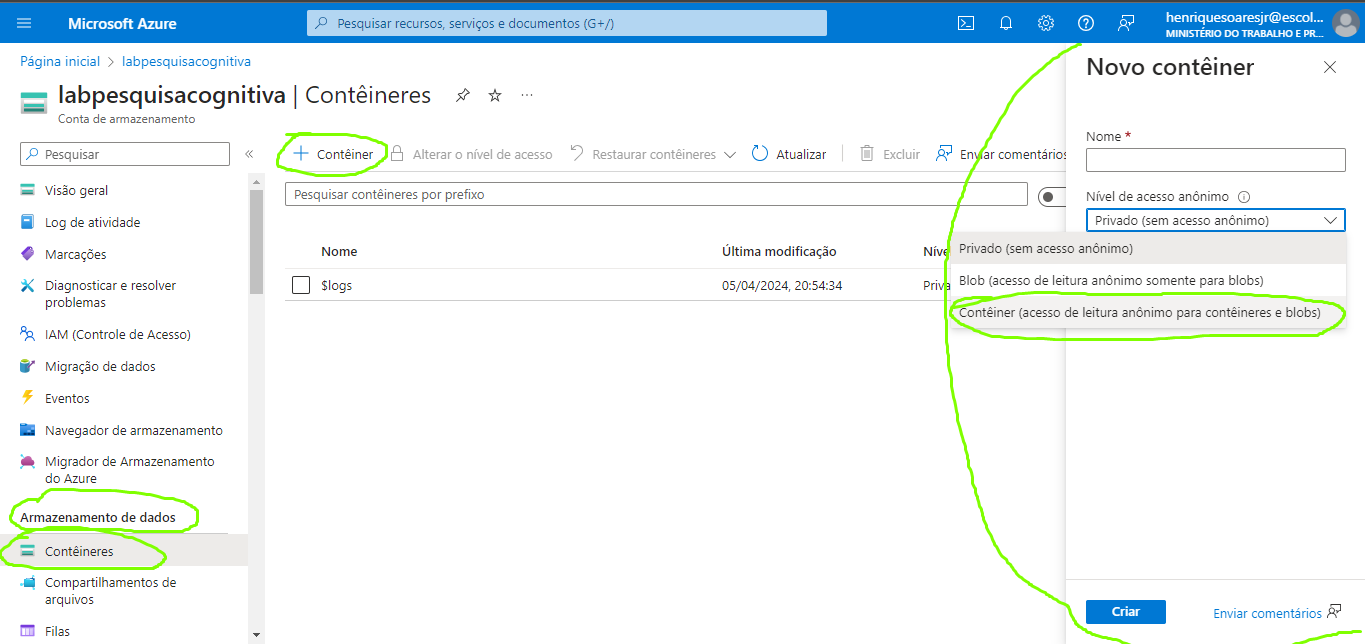 Microsoft Azure
Pesquisar recursos, serviços e documentos (G+/)
henriquesoaresjr@escol...
MINISTÉRIO DO TRABALHO E PR...
Página inicial > labpesquisacognitiva
labpesquisacognitiva | Contêineres
...
Conta de armazenamento
Pesquisar
«
Visão geral
Log de atividade
Marcações
Diagnosticar e resolver
problemas
IAM (Controle de Acesso)
Migração de dados
Eventos
Navegador de armazenamento
Migrador de Armazenamento
do Azure
Armazenamento de dados
Contêineres
Compartilhamentos de
arquivos
Filas
+ Contêiner Alterar o nível de acesso Restaurar contêineres Atualizar Excluir Enviar comentários
Pesquisar contêineres por prefixo
Nome Última modificação Níve
$logs 05/04/2024, 20:54:34 Priva
Novo contêiner
Nome *
Nível de acesso anônimo
Privado (sem acesso anônimo)
Privado (sem acesso anônimo)
Blob (acesso de leitura anônimo somente para blobs)
Contêiner (acesso de leitura anônimo para contêineres e blobs)
Criar
Enviar comentários